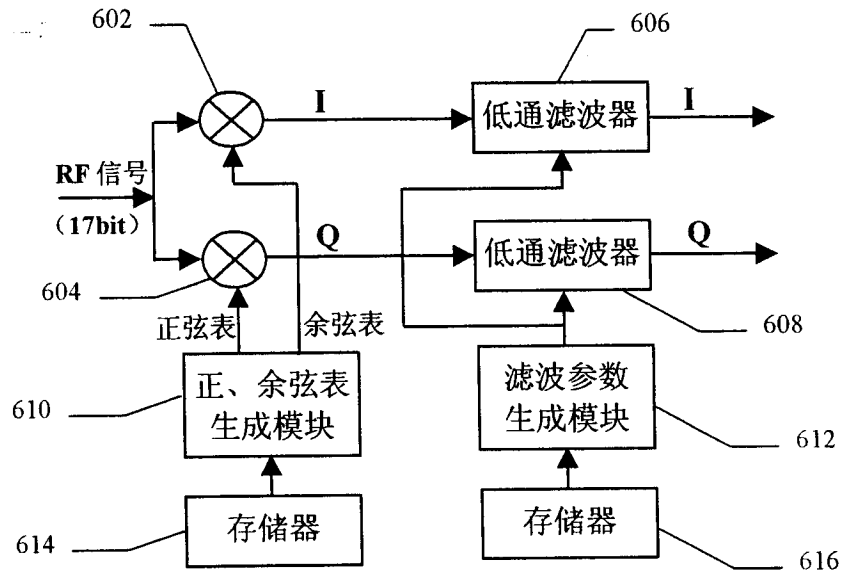 602
606
I
低通滤波器
I
RF 信号
(17bit)
Q
低通滤波器
Q
604
608
正弦表
余弦表
610
正、余弦表
生成模块
滤波参数
生成模块
612
614
存储器
存储器
616